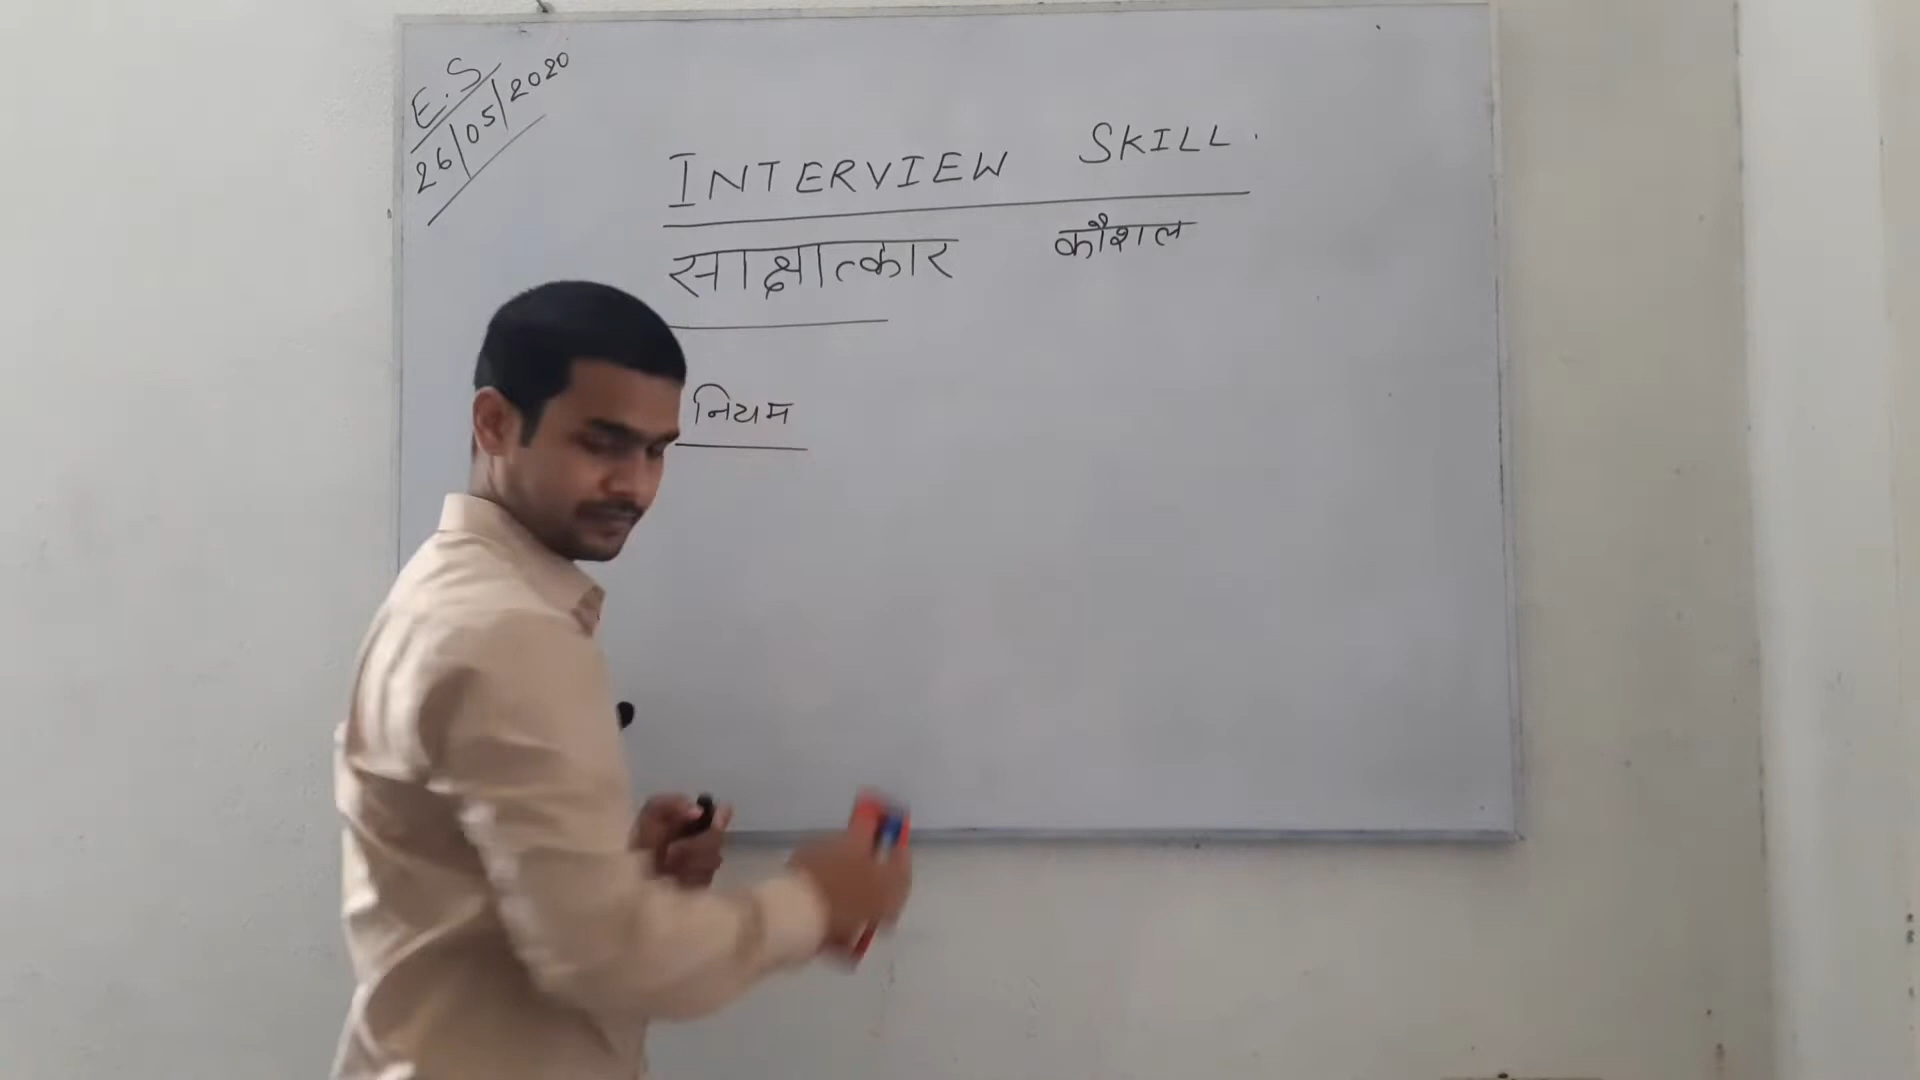 E.S
26/05/2020
INTERVIEW SKILL.
साक्षात्कार कौशल
नियम